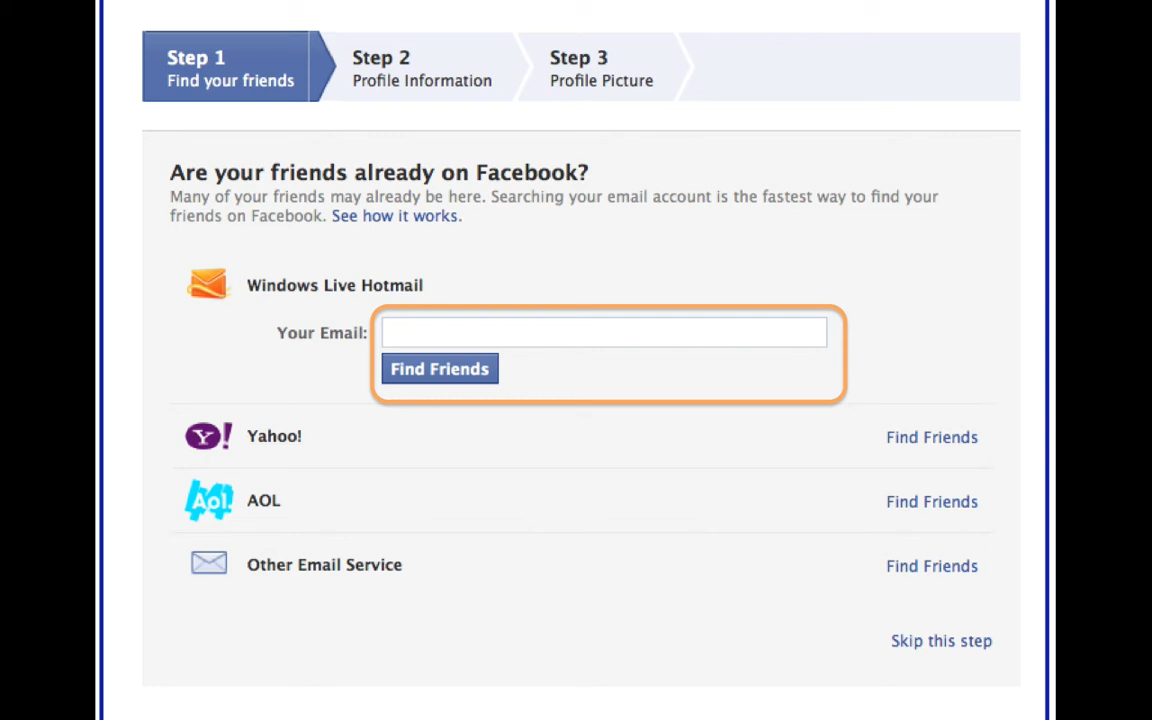 Step 1
Find your friends
Step 2
Profile Information
Step 3
Profile Picture
Are your friends already on Facebook?
Many of your friends may already be here. Searching your email account is the fastest way to find your
friends on Facebook. See how it works.
Windows Live Hotmail
Your Email:
Find Friends
Y! Yahoo! Find Friends
Aol. AOL Find Friends
Other Email Service Find Friends
Skip this step